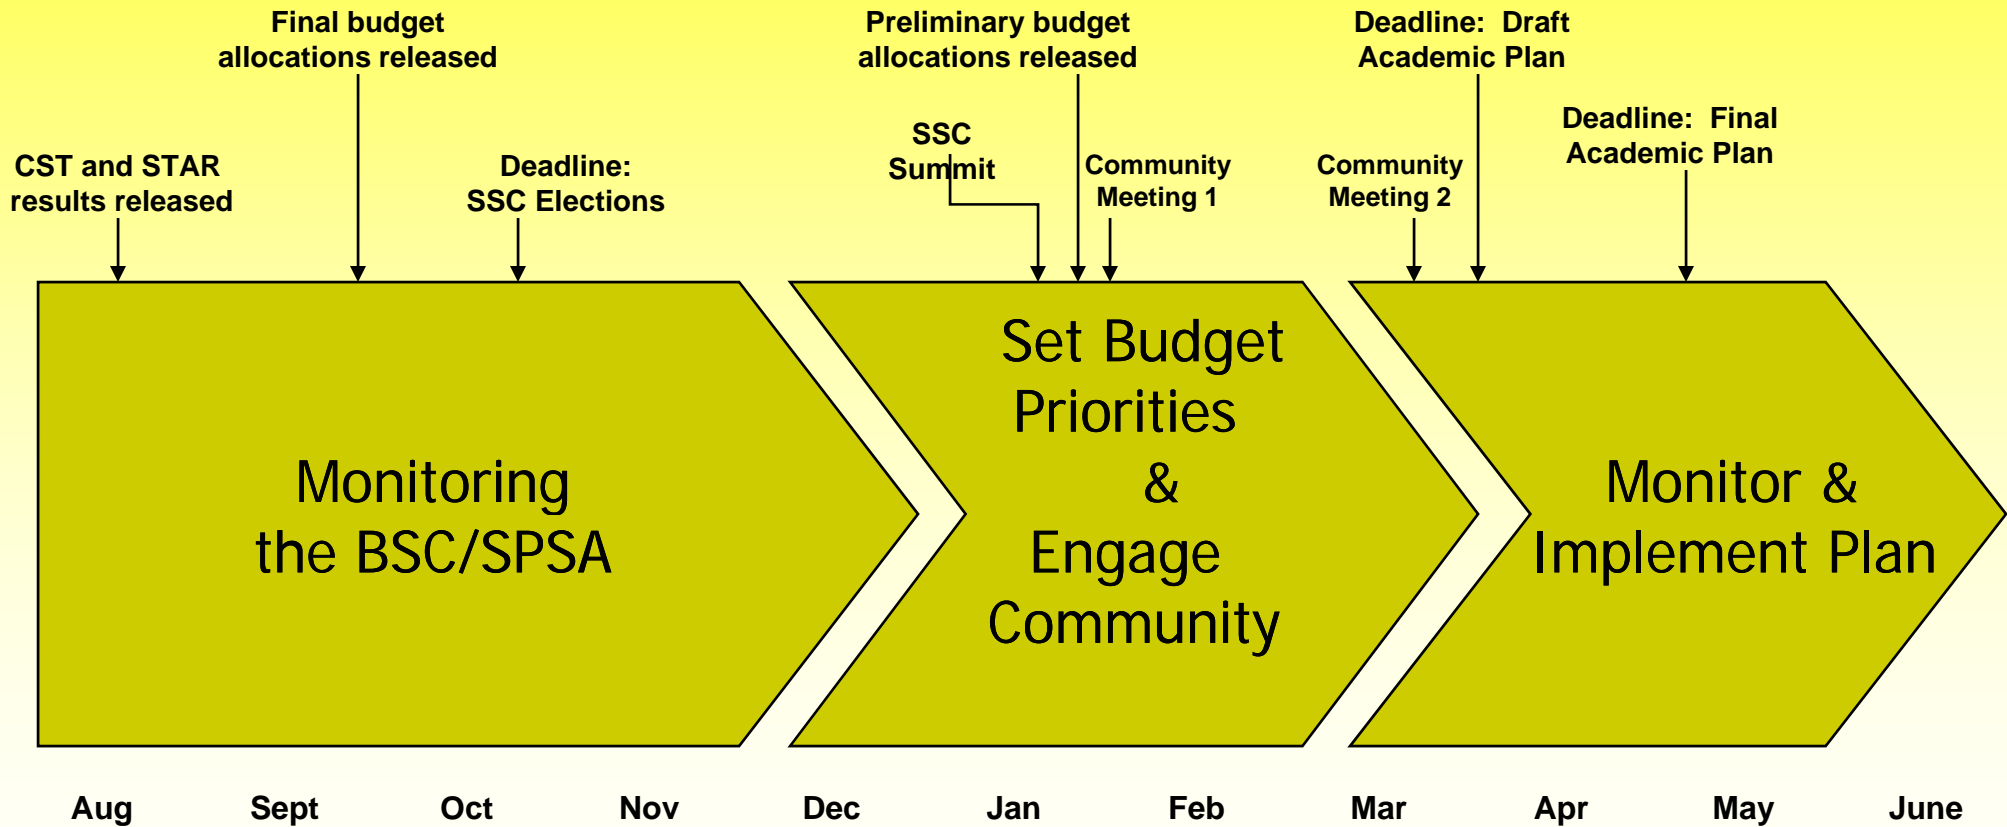 Final budget
allocations released
Preliminary budget
allocations released
Deadline: Draft
Academic Plan
Deadline: Final
Academic Plan
SSC
Summit
CST and STAR
results released
Deadline:
SSC Elections
Community
Meeting 1
Community
Meeting 2
Monitoring
the BSC/SPSA
Set Budget
Priorities
&
Engage
Community
Monitor &
Implement Plan
Aug Sept Oct Nov Dec Jan Feb Mar Apr May June